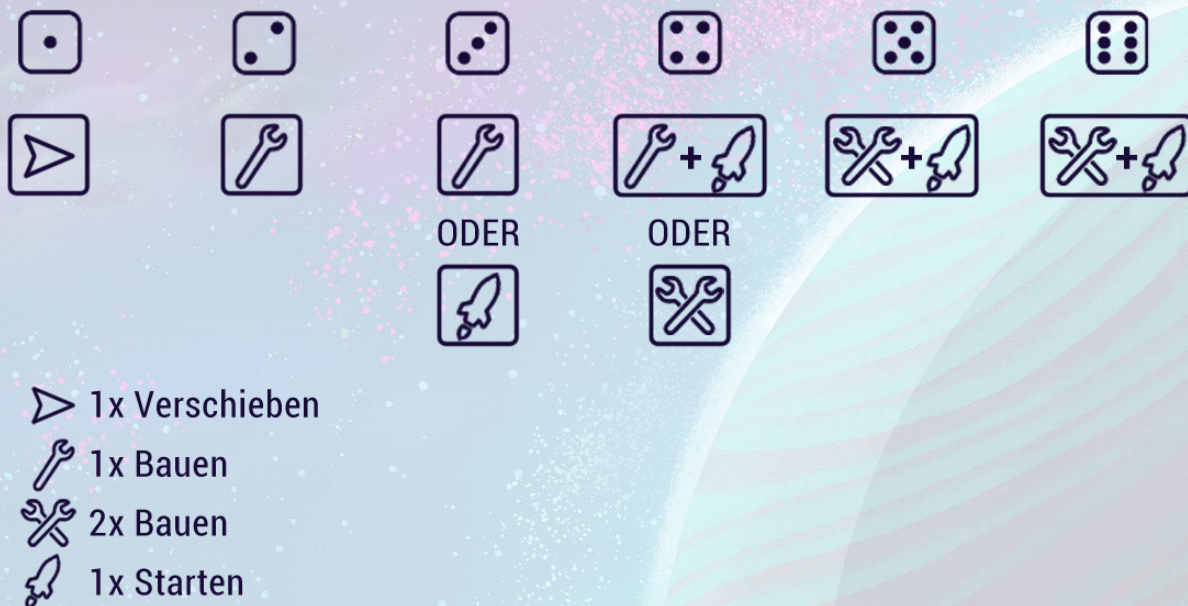 ODER ODER
1x Verschieben
1x Bauen
2x Bauen
1x Starten